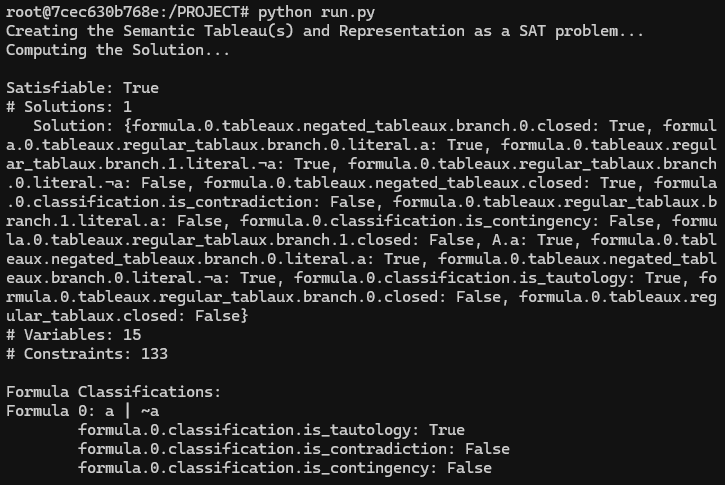 root@7cec630b768e:/PROJECT# python run.py
Creating the Semantic Tableau(s) and Representation as a SAT problem...
Computing the Solution...
Satisfiable: True
# Solutions: 1
   Solution: {formula.0.tableaux.negated_tableaux.branch.0.closed: True, formul
a.0.tableaux.regular_tablaux.branch.0.literal.a: True, formula.0.tableaux.regul
ar_tablaux.branch.1.literal.¬a: True, formula.0.tableaux.regular_tablaux.branch
.0.literal.¬a: False, formula.0.tableaux.negated_tableaux.closed: True, formula
.0.classification.is_contradiction: False, formula.0.tableaux.regular_tablaux.b
ranch.1.literal.a: False, formula.0.classification.is_contingency: False, formu
la.0.tableaux.regular_tablaux.branch.1.closed: False, A.a: True, formula.0.tabl
eaux.negated_tableaux.branch.0.literal.a: True, formula.0.tableaux.negated_tabl
eaux.branch.0.literal.¬a: True, formula.0.classification.is_tautology: True, fo
rmula.0.tableaux.regular_tablaux.branch.0.closed: False, formula.0.tableaux.reg
ular_tablaux.closed: False}
# Variables: 15
# Constraints: 133
Formula Classifications:
Formula 0: a | ~a
        formula.0.classification.is_tautology: True
        formula.0.classification.is_contradiction: False
        formula.0.classification.is_contingency: False